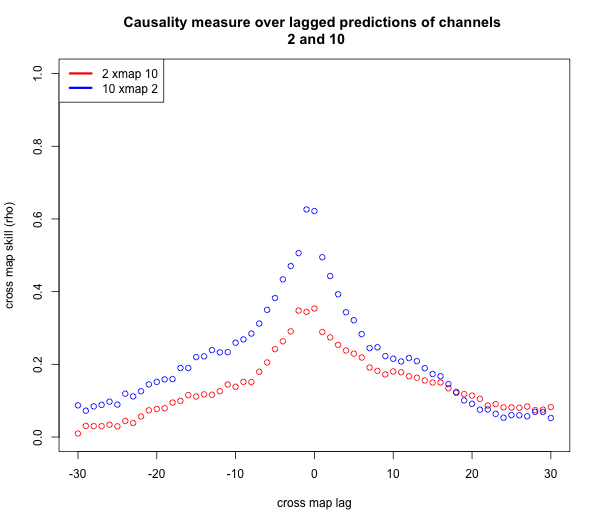 Causality measure over lagged predictions of channels
2 and 10
2 xmap 10
10 xmap 2
cross map skill (rho)
1.0
0.8
0.6
0.4
0.2
0.0
-30 -20 -10 0 10 20 30
cross map lag